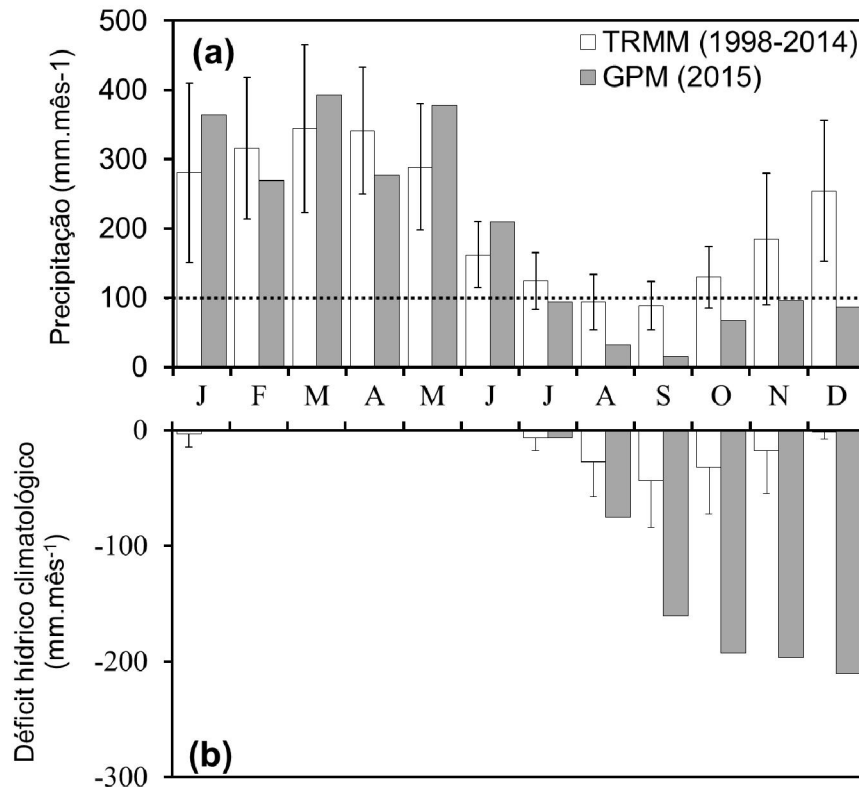 (a)
TRMM (1998-2014)
GPM (2015)
Precipitação (mm.mês-1)
500
400
300
200
100
0
J F M A M J J A S O N D
Déficit hídrico climatológico
(mm.mês-1)
0
-100
-200
-300
(b)